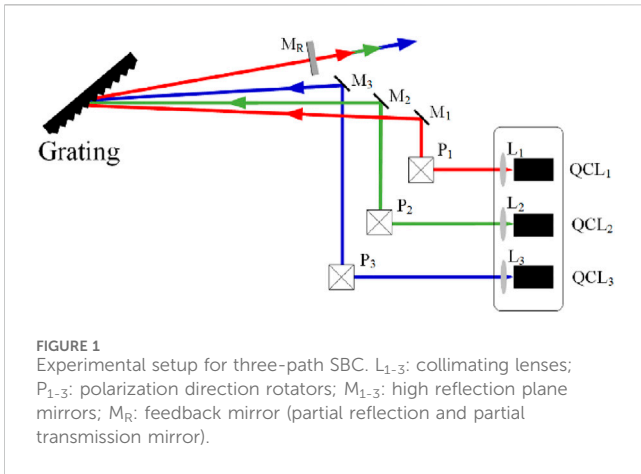 M_R
M₃
M₂
M₁
Grating
P₁
L₁
QCL₁
P₂
L₂
QCL₂
P₃
L₃
QCL₃
FIGURE 1
Experimental setup for three-path SBC. L₁₋₃: collimating lenses;
P₁₋₃: polarization direction rotators; M₁₋₃: high reflection plane
mirrors; M_R: feedback mirror (partial reflection and partial
transmission mirror).